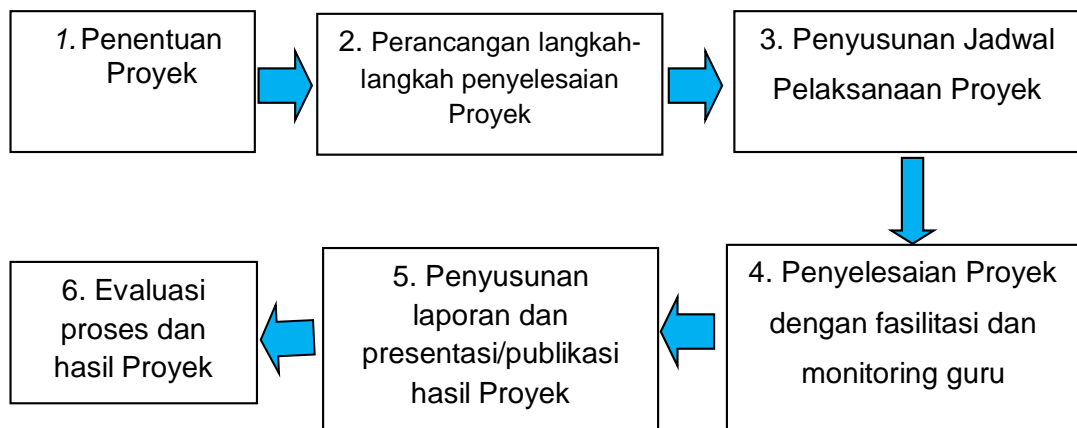 1. Penentuan
Proyek
2. Perancangan langkah-
langkah penyelesaian
Proyek
3. Penyusunan Jadwal
Pelaksanaan Proyek
4. Penyelesaian Proyek
dengan fasilitasi dan
monitoring guru
5. Penyusunan
laporan dan
presentasi/publikasi
hasil Proyek
6. Evaluasi
proses dan
hasil Proyek